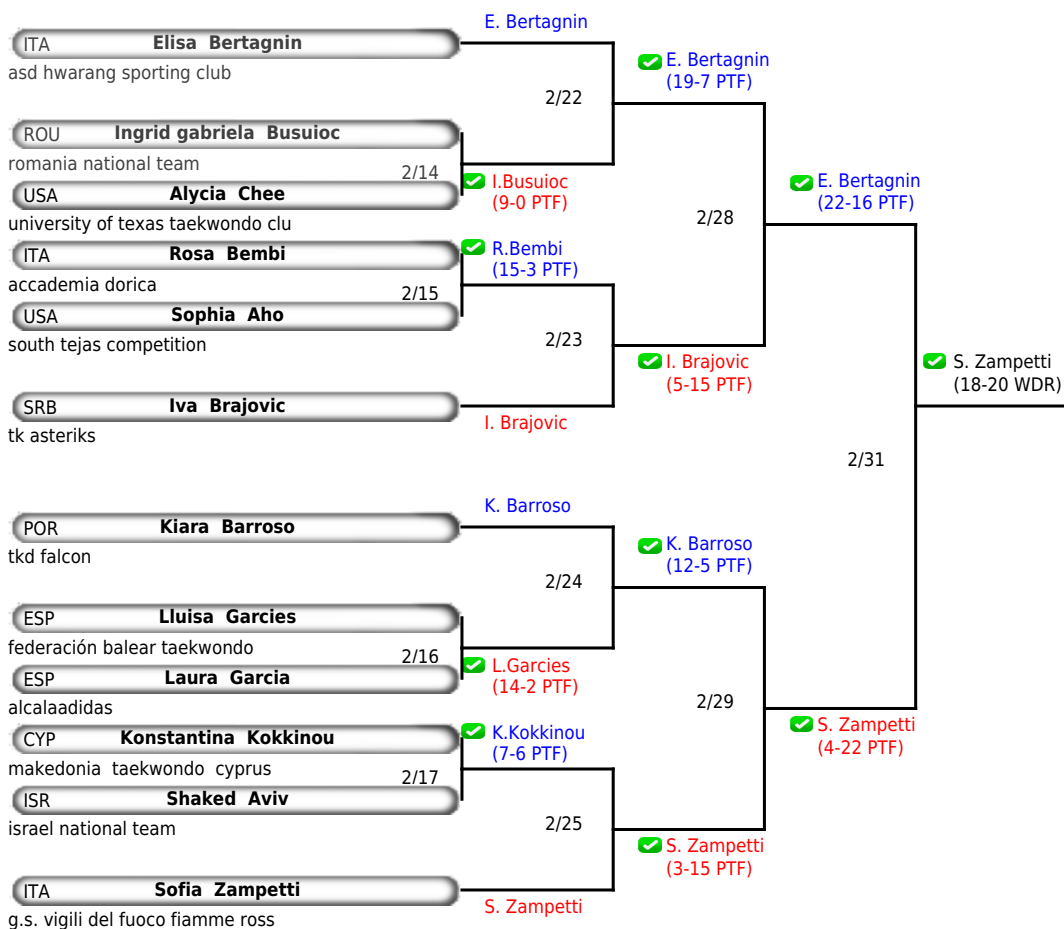 E. Bertagnin
ITA Elisa Bertagnin
asd hwarang sporting club
E. Bertagnin
(19-7 PTF)
2/22
ROU Ingrid gabriela Busuioc
romania national team
2/14
I.Busuioc
(9-0 PTF)
USA Alycia Chee
university of texas taekwondo clu
E. Bertagnin
(22-16 PTF)
2/28
ITA Rosa Bembi
accademia dorica
R.Bembi
(15-3 PTF)
2/15
USA Sophia Aho
south tejas competition
2/23
I. Brajovic
(5-15 PTF)
SRB Iva Brajovic
tk asteriks
I. Brajovic
S. Zampetti
(18-20 WDR)
2/31
K. Barroso
POR Kiara Barroso
tkd falcon
K. Barroso
(12-5 PTF)
2/24
ESP Lluisa Garcies
federación balear taekwondo
2/16
L.Garcies
(14-2 PTF)
ESP Laura Garcia
alcalaadidas
2/29
S. Zampetti
(4-22 PTF)
CYP Konstantina Kokkinou
makedonia taekwondo cyprus
K.Kokkinou
(7-6 PTF)
2/17
ISR Shaked Aviv
israel national team
2/25
S. Zampetti
(3-15 PTF)
ITA Sofia Zampetti
g.s. vigili del fuoco fiamme ross
S. Zampetti